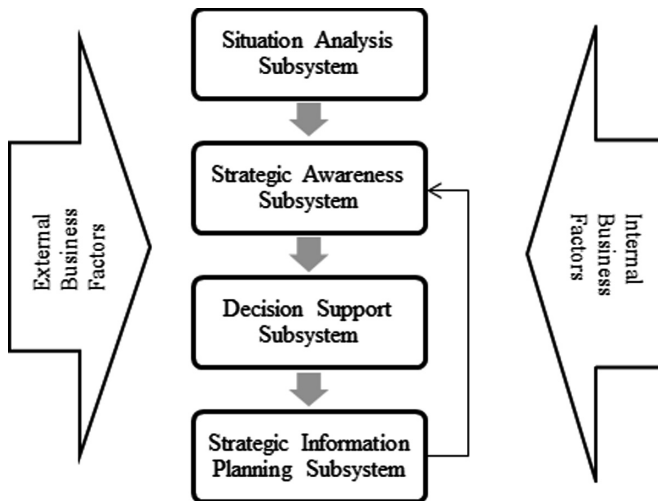 Situation Analysis
Subsystem
Strategic Awareness
Subsystem
Decision Support
Subsystem
Strategic Information
Planning Subsystem
External
Business
Factors
Internal
Business
Factors